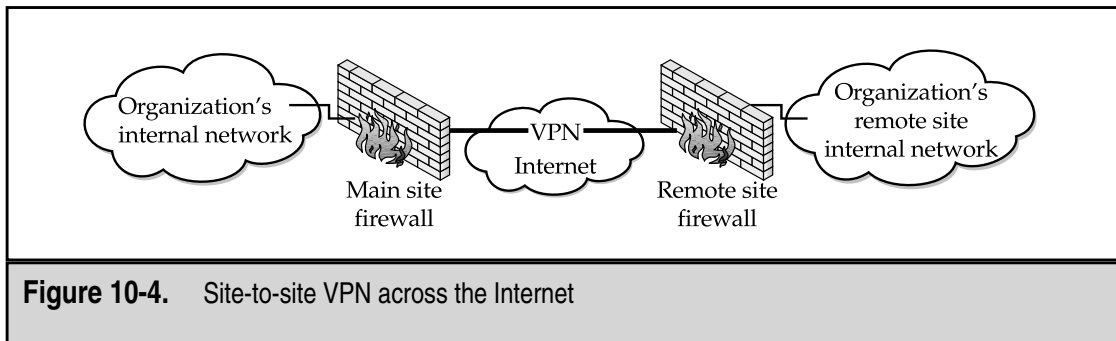 Organization's
internal network
Main site
firewall
VPN
Internet
Remote site
firewall
Organization's
remote site
internal network
Figure 10-4. Site-to-site VPN across the Internet